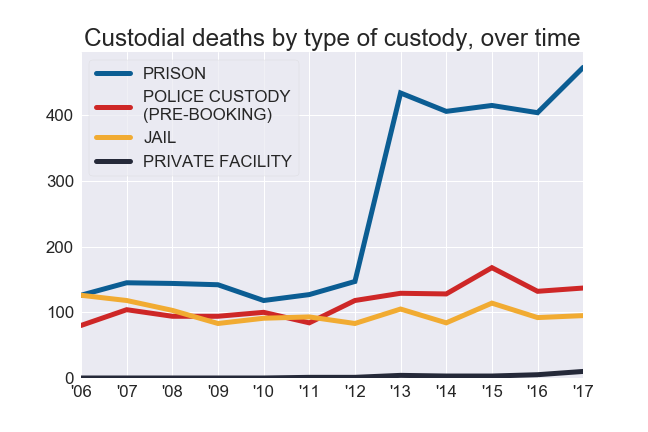 Custodial deaths by type of custody, over time
PRISON
POLICE CUSTODY
(PRE-BOOKING)
JAIL
PRIVATE FACILITY
400
300
200
100
0
'06 '07 '08 '09 '10 '11 '12 '13 '14 '15 '16 '17